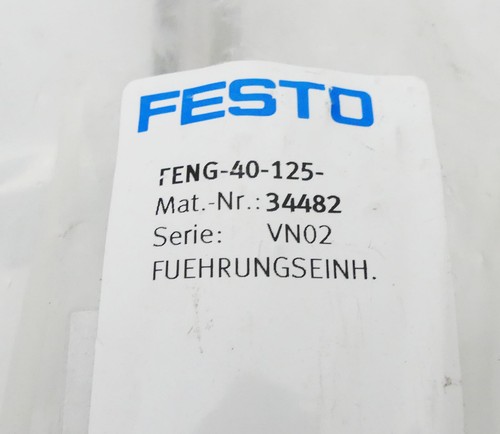 FESTO
FENG-40-125-
Mat.-Nr.: 34482
Serie: VN02
FUEHRUNGSEINH.